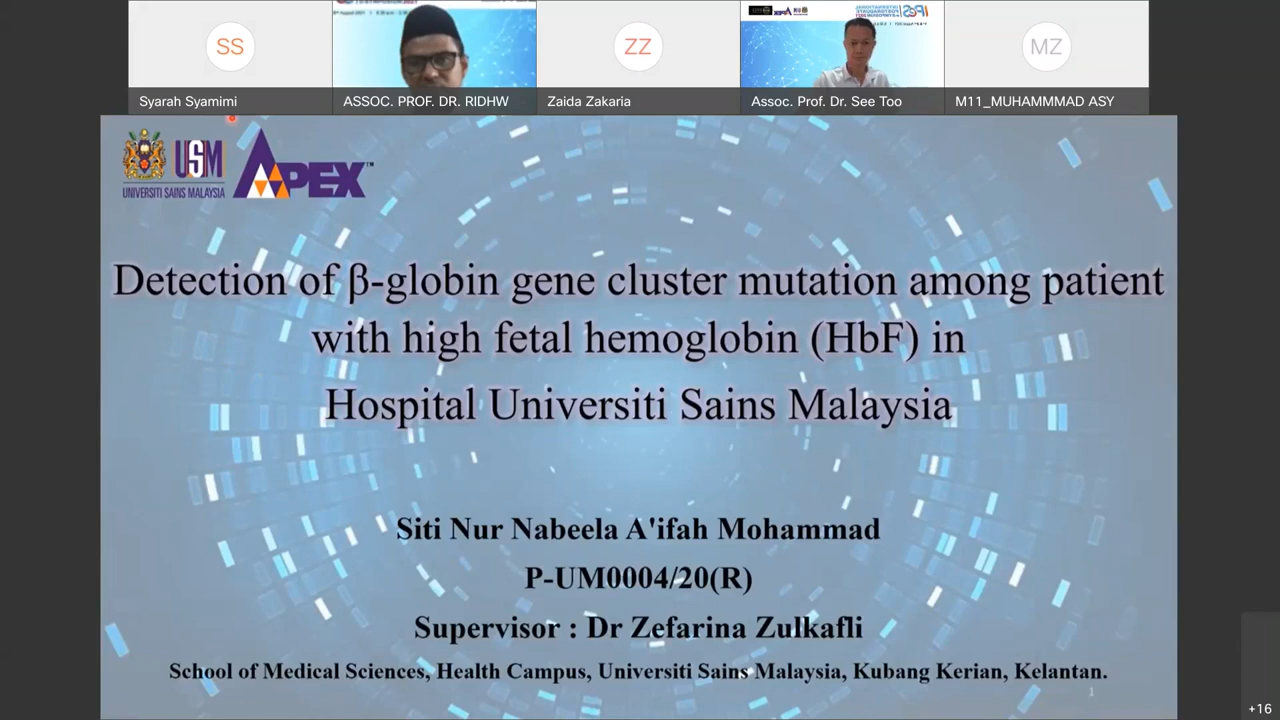 SS
ZZ
MZ
Syarah Syamimi
ASSOC. PROF. DR. RIDHW
Zaida Zakaria
Assoc. Prof. Dr. See Too
M11_MUHAMMMAD ASY
USM
UNIVERSITI SAINS MALAYSIA
APEX™
Detection of β-globin gene cluster mutation among patient
with high fetal hemoglobin (HbF) in
Hospital Universiti Sains Malaysia
Siti Nur Nabeela A'ifah Mohammad
P-UM0004/20(R)
Supervisor : Dr Zefarina Zulkafli
School of Medical Sciences, Health Campus, Universiti Sains Malaysia, Kubang Kerian, Kelantan.
1
+16